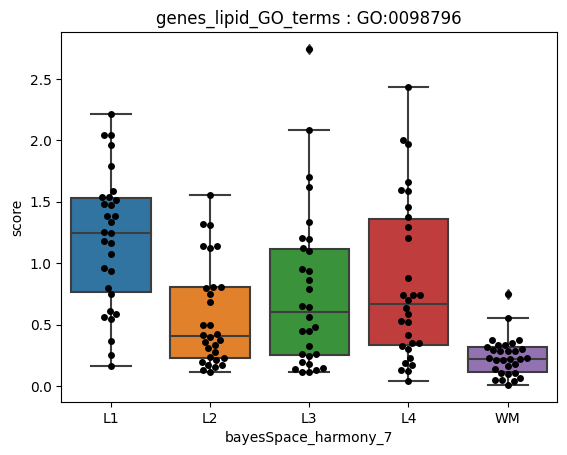 genes_lipid_GO_terms : GO:0098796
2.5
2.0
1.5
1.0
0.5
0.0
score
L1 L2 L3 L4 WM
bayesSpace_harmony_7